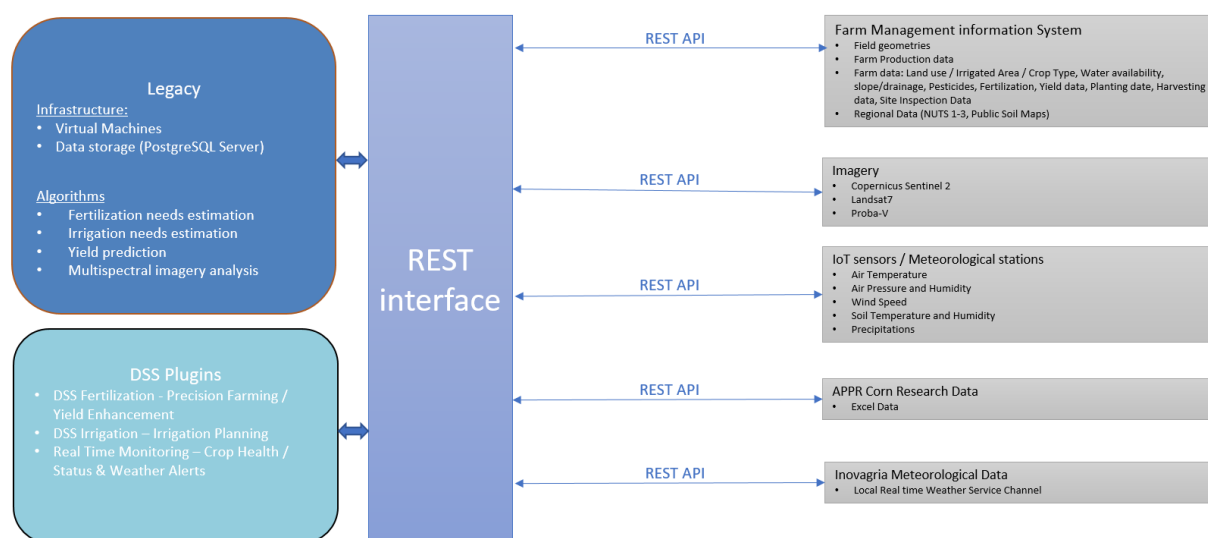 Legacy
Infrastructure:
• Virtual Machines
• Data storage (PostgreSQL Server)
Algorithms
• Fertilization needs estimation
• Irrigation needs estimation
• Yield prediction
• Multispectral imagery analysis
DSS Plugins
• DSS Fertilization - Precision Farming /
Yield Enhancement
• DSS Irrigation – Irrigation Planning
• Real Time Monitoring – Crop Health /
Status & Weather Alerts
REST
interface
REST API
Farm Management information System
• Field geometries
• Farm Production data
• Farm data: Land use / Irrigated Area / Crop Type, Water availability,
slope/drainage, Pesticides, Fertilization, Yield data, Planting date, Harvesting
data, Site Inspection Data
• Regional Data (NUTS 1-3, Public Soil Maps)
REST API
Imagery
• Copernicus Sentinel 2
• Landsat7
• Proba-V
REST API
IoT sensors / Meteorological stations
• Air Temperature
• Air Pressure and Humidity
• Wind Speed
• Soil Temperature and Humidity
• Precipitations
REST API
APPR Corn Research Data
• Excel Data
REST API
Inovagria Meteorological Data
• Local Real time Weather Service Channel